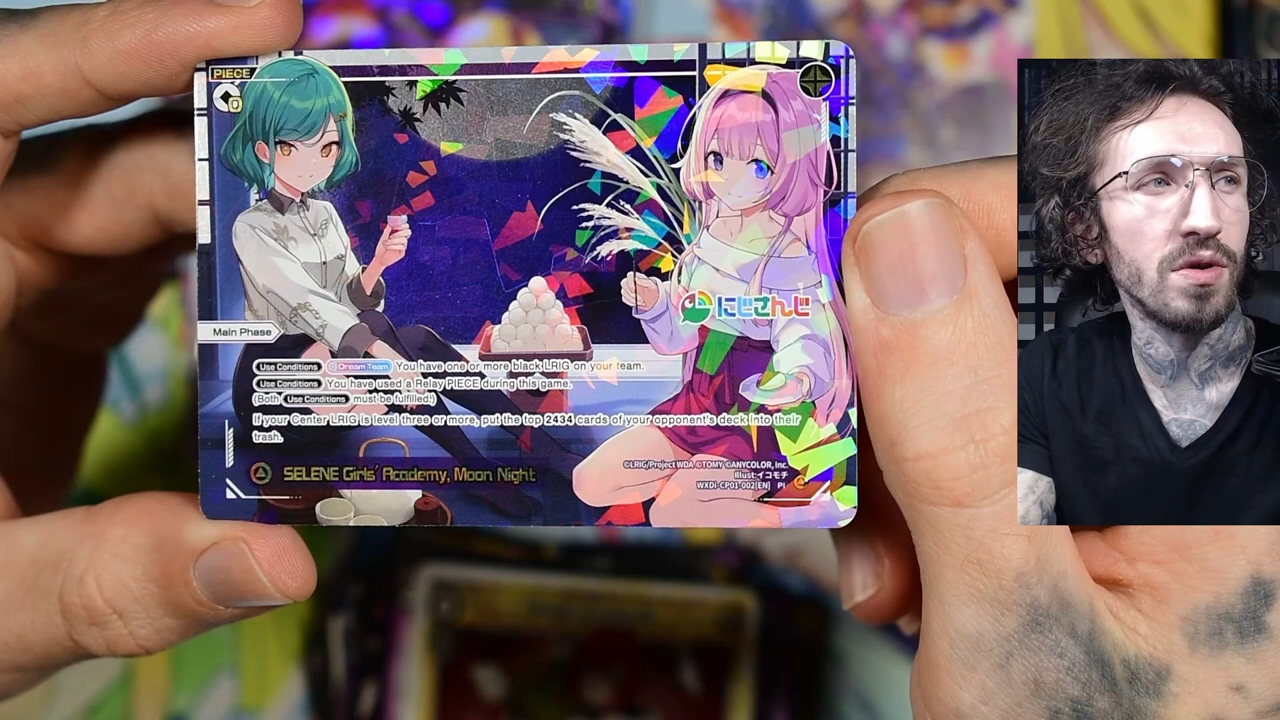 PIECE
0
にじさんじ
Main Phase
Use Conditions Dream Team You have one or more black LRIG on your team.
Use Conditions You have used a Relay PIECE during this game.
(Both Use Conditions must be fulfilled.)
If your Center LRIG is level three or more, put the top 2434 cards of your opponent's deck into their
trash.
SELENE Girls' Academy, Moon Night
©LRIG/Project WDA ©TOMY ©ANYCOLOR, Inc.
Illust:イコモチ
WXDi-CP01-002[EN] PI